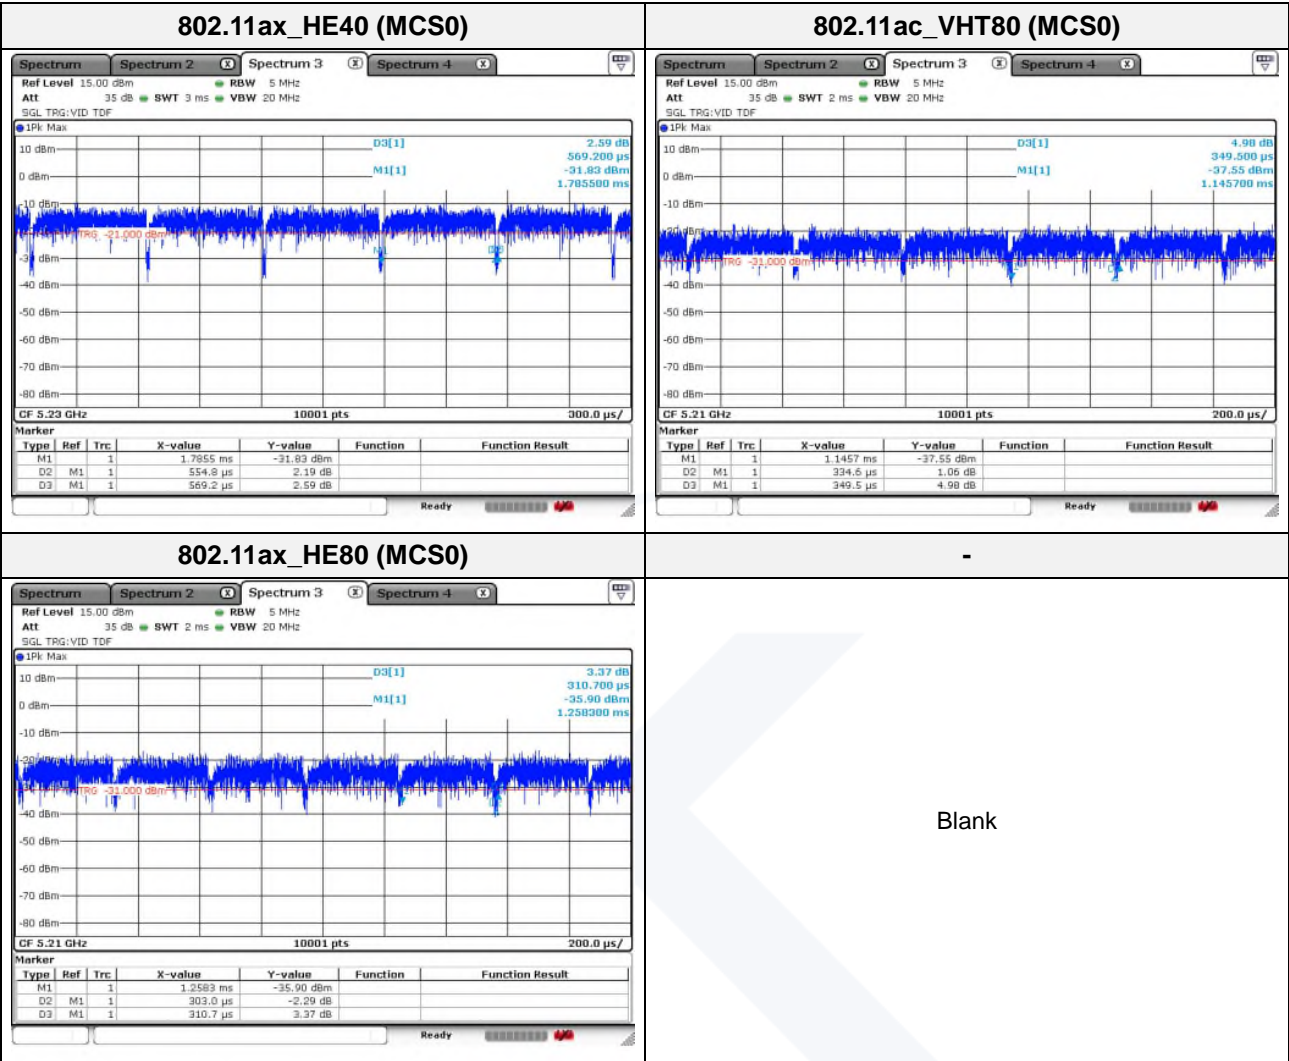 802.11ax_HE40 (MCS0)
802.11ac_VHT80 (MCS0)
Spectrum Spectrum 2 X Spectrum 3 X Spectrum 4 X
Ref Level 15.00 dBm RBW 5 MHz
Att 35 dB SWT 3 ms VBW 20 MHz
SGL TRG:VID TDF
1Pk Max
D3[1] 2.59 dB
569.200 µs
M1[1] -31.83 dBm
1.785500 ms
10 dBm
0 dBm
-10 dBm
TRG -21.000 dBm
-40 dBm
-50 dBm
-60 dBm
-70 dBm
-80 dBm
CF 5.23 GHz 10001 pts 300.0 µs/
Marker
Type Ref Trc X-value Y-value Function Function Result
M1 1 1.7855 ms -31.83 dBm
D2 M1 1 554.8 µs 2.19 dB
D3 M1 1 569.2 µs 2.59 dB
Ready
Spectrum Spectrum 2 X Spectrum 3 X Spectrum 4 X
Ref Level 15.00 dBm RBW 5 MHz
Att 35 dB SWT 2 ms VBW 20 MHz
SGL TRG:VID TDF
1Pk Max
D3[1] 4.98 dB
349.500 µs
M1[1] -37.55 dBm
1.145700 ms
10 dBm
0 dBm
-10 dBm
TRG -31.000 dBm
-40 dBm
-50 dBm
-60 dBm
-70 dBm
-80 dBm
CF 5.21 GHz 10001 pts 200.0 µs/
Marker
Type Ref Trc X-value Y-value Function Function Result
M1 1 1.1457 ms -37.55 dBm
D2 M1 1 334.6 µs 1.06 dB
D3 M1 1 349.5 µs 4.98 dB
Ready
802.11ax_HE80 (MCS0)
-
Spectrum Spectrum 2 X Spectrum 3 X Spectrum 4 X
Ref Level 15.00 dBm RBW 5 MHz
Att 35 dB SWT 2 ms VBW 20 MHz
SGL TRG:VID TDF
1Pk Max
D3[1] 3.37 dB
310.700 µs
M1[1] -35.90 dBm
1.258300 ms
10 dBm
0 dBm
-10 dBm
TRG -31.000 dBm
-40 dBm
-50 dBm
-60 dBm
-70 dBm
-80 dBm
CF 5.21 GHz 10001 pts 200.0 µs/
Marker
Type Ref Trc X-value Y-value Function Function Result
M1 1 1.2583 ms -35.90 dBm
D2 M1 1 303.0 µs -2.29 dB
D3 M1 1 310.7 µs 3.37 dB
Ready
Blank